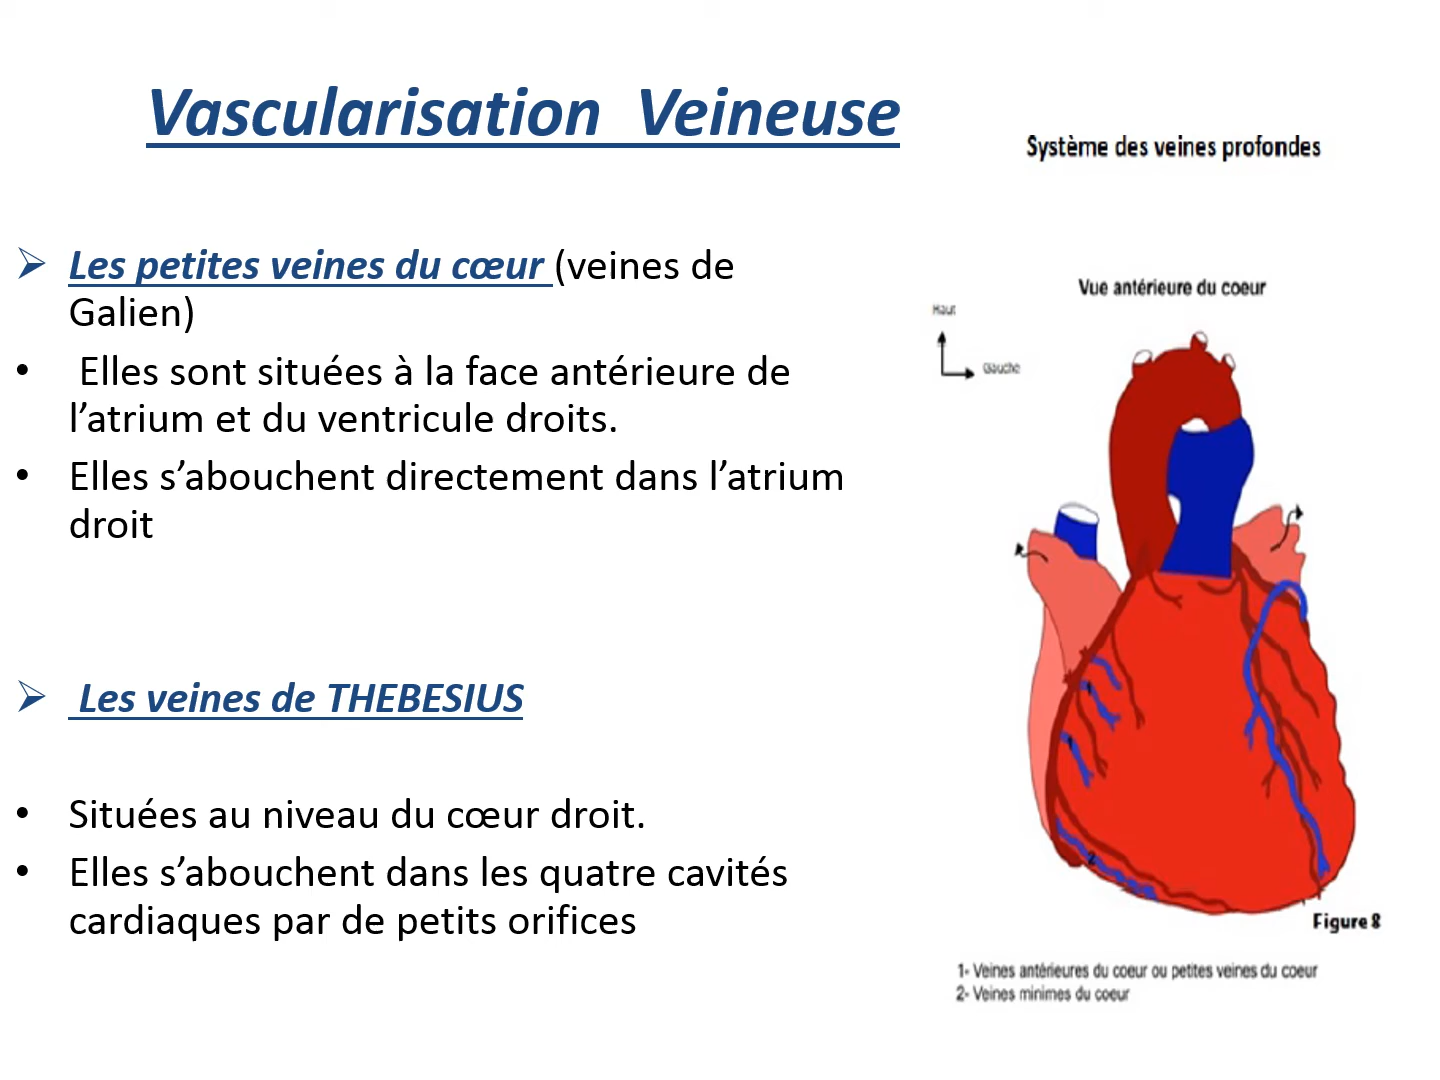 Vascularisation Veineuse
Système des veines profondes
➢ Les petites veines du cœur (veines de
Galien)
• Elles sont situées à la face antérieure de
l’atrium et du ventricule droits.
• Elles s’abouchent directement dans l’atrium
droit
➢ Les veines de THEBESIUS
• Situées au niveau du cœur droit.
• Elles s’abouchent dans les quatre cavités
cardiaques par de petits orifices
Vue antérieure du coeur
Haut
Gauche
1
1
2
Figure 8
1- Veines antérieures du coeur ou petites veines du coeur
2- Veines minimes du coeur